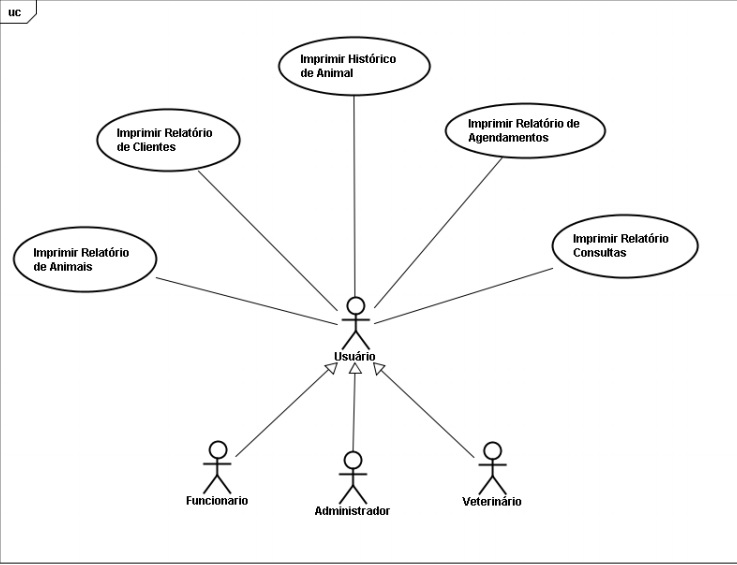 uc
Imprimir Histórico
de Animal
Imprimir Relatório
de Clientes
Imprimir Relatório de
Agendamentos
Imprimir Relatório
de Animais
Imprimir Relatório
Consultas
Usuário
Funcionario
Administrador
Veterinário